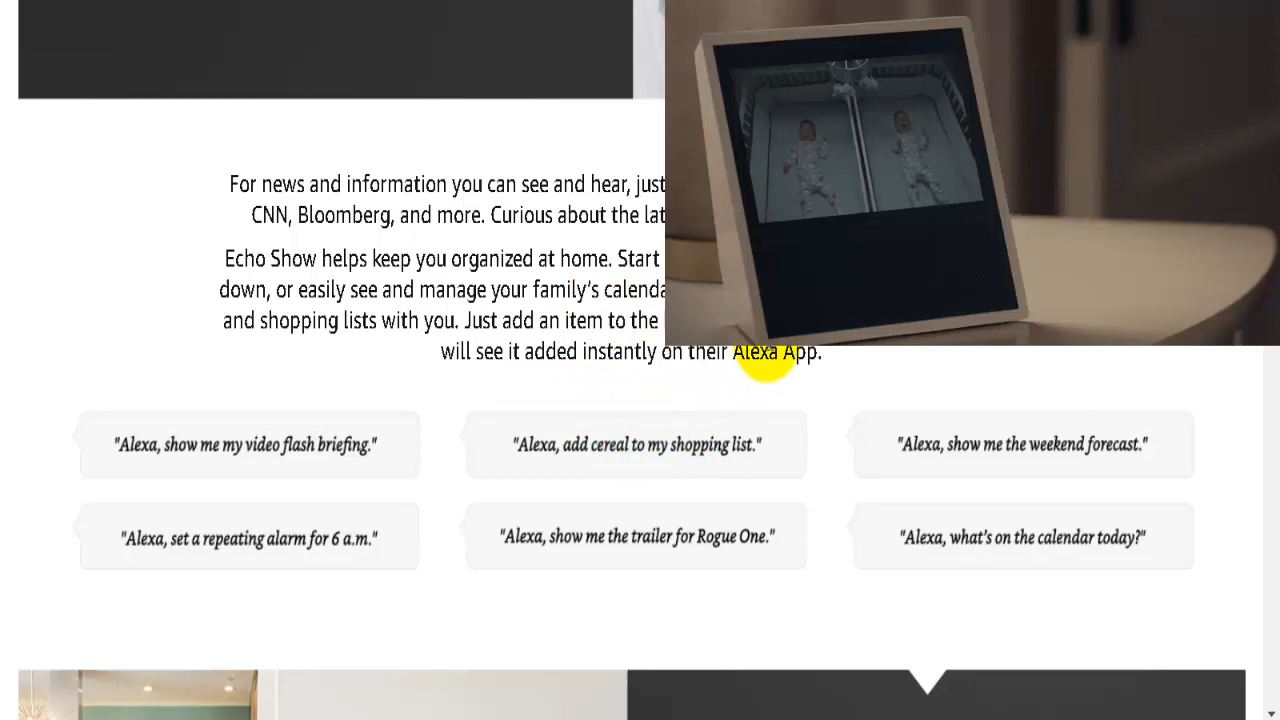 For news and information you can see and hear, just
CNN, Bloomberg, and more. Curious about the lat
Echo Show helps keep you organized at home. Start
down, or easily see and manage your family's calenda
and shopping lists with you. Just add an item to the
will see it added instantly on their Alexa App.
"Alexa, show me my video flash briefing."
"Alexa, add cereal to my shopping list."
"Alexa, show me the weekend forecast."
"Alexa, set a repeating alarm for 6 a.m."
"Alexa, show me the trailer for Rogue One."
"Alexa, what's on the calendar today?"